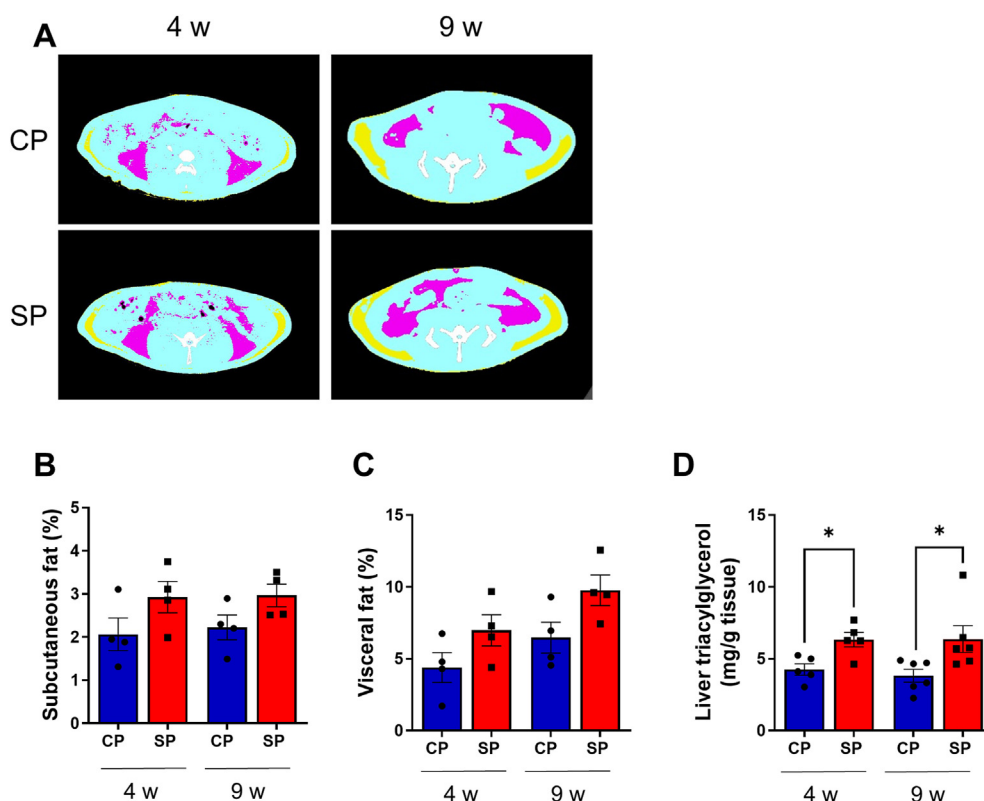 A
4 w
9 w
CP
SP
B
C
D
Subcutaneous fat (%)
5
4
3
2
1
0
CP
SP
CP
SP
4 w
9 w
Visceral fat (%)
15
10
5
0
CP
SP
CP
SP
4 w
9 w
Liver triacylglycerol
(mg/g tissue)
15
10
5
0
*
*
CP
SP
CP
SP
4 w
9 w